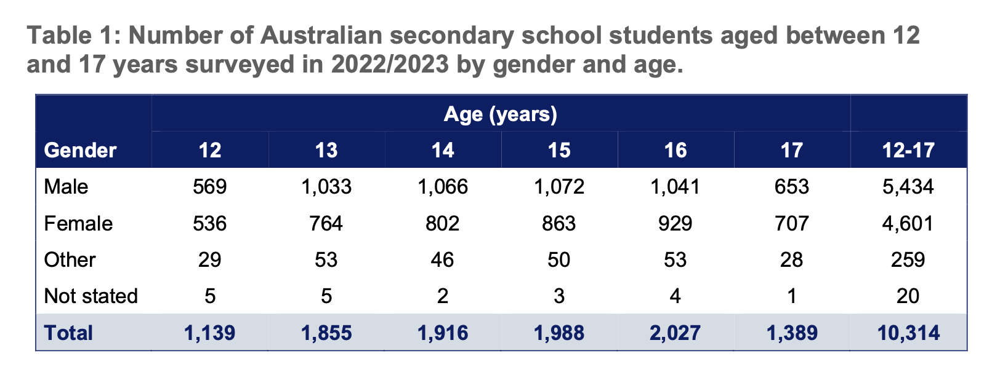 Table 1: Number of Australian secondary school students aged between 12
and 17 years surveyed in 2022/2023 by gender and age.
Age (years)
Gender 12 13 14 15 16 17 12-17
Male 569 1,033 1,066 1,072 1,041 653 5,434
Female 536 764 802 863 929 707 4,601
Other 29 53 46 50 53 28 259
Not stated 5 5 2 3 4 1 20
Total 1,139 1,855 1,916 1,988 2,027 1,389 10,314